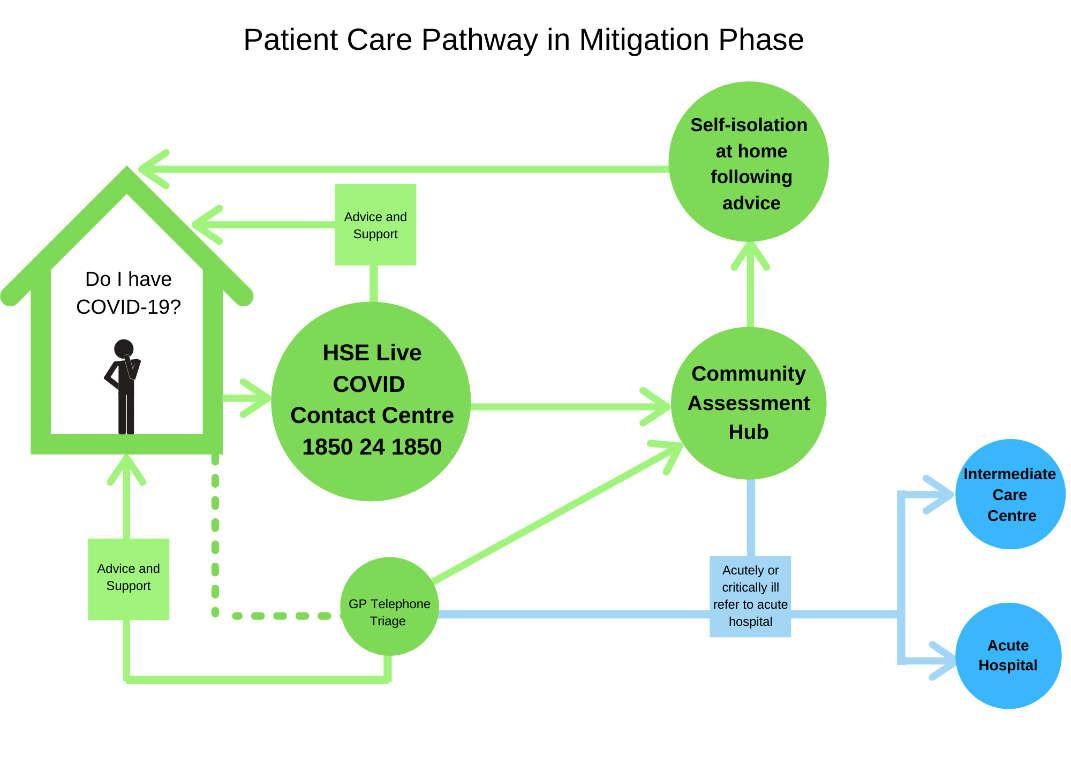 Patient Care Pathway in Mitigation Phase
Self-isolation
at home
following
advice
Advice and
Support
Do I have
COVID-19?
HSE Live
COVID
Contact Centre
1850 24 1850
Community
Assessment
Hub
Intermediate
Care
Centre
Advice and
Support
GP Telephone
Triage
Acutely or
critically ill
refer to acute
hospital
Acute
Hospital